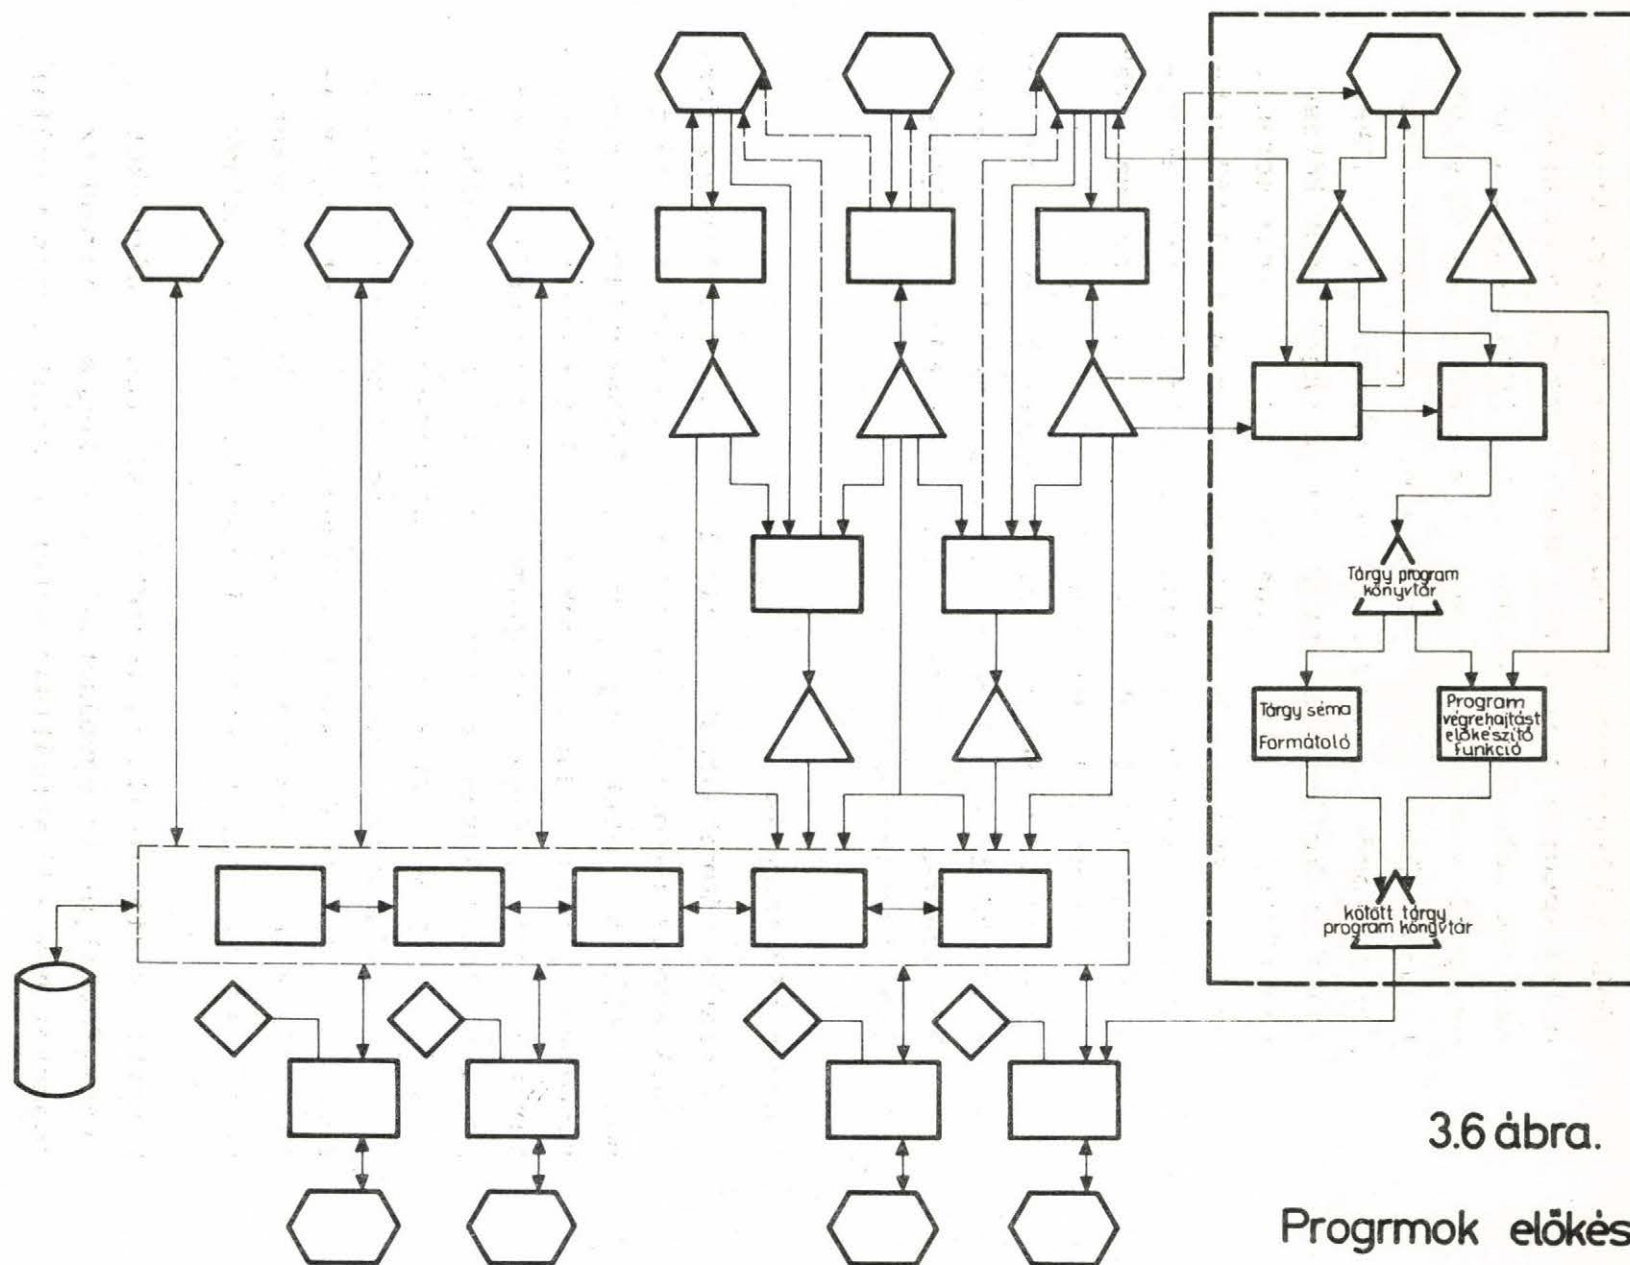 Tárgy program
könyvtár
Tárgy séma
Formátoló
Program
végrehajtást
előkészítő
funkció
kötött tárgy
program könyvtár
3.6 ábra.
Progrmok előkés